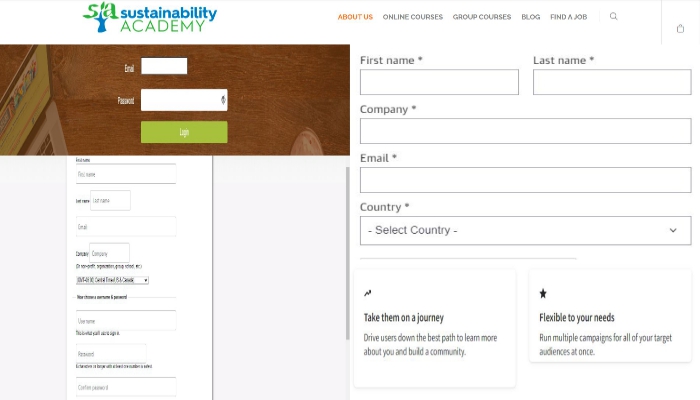 sta sustainability
ACADEMY
ABOUT US ONLINE COURSES GROUP COURSES BLOG FIND A JOB
Email
Password
Login
First name
First name
Last name Last name
Email
Company Company
(Or non-profit, organization, group, school, etc.)
(GMT-06:00) Central Time (US & Canada)
Now choose a username & password
User name
This is what you'll use to sign in.
Password
Confirm password
First name * Last name *
Company *
Email *
Country *
- Select Country -
Take them on a journey
Drive users down the best path to learn more
about you and build a community.
Flexible to your needs
Run multiple campaigns for all of your target
audiences at once.